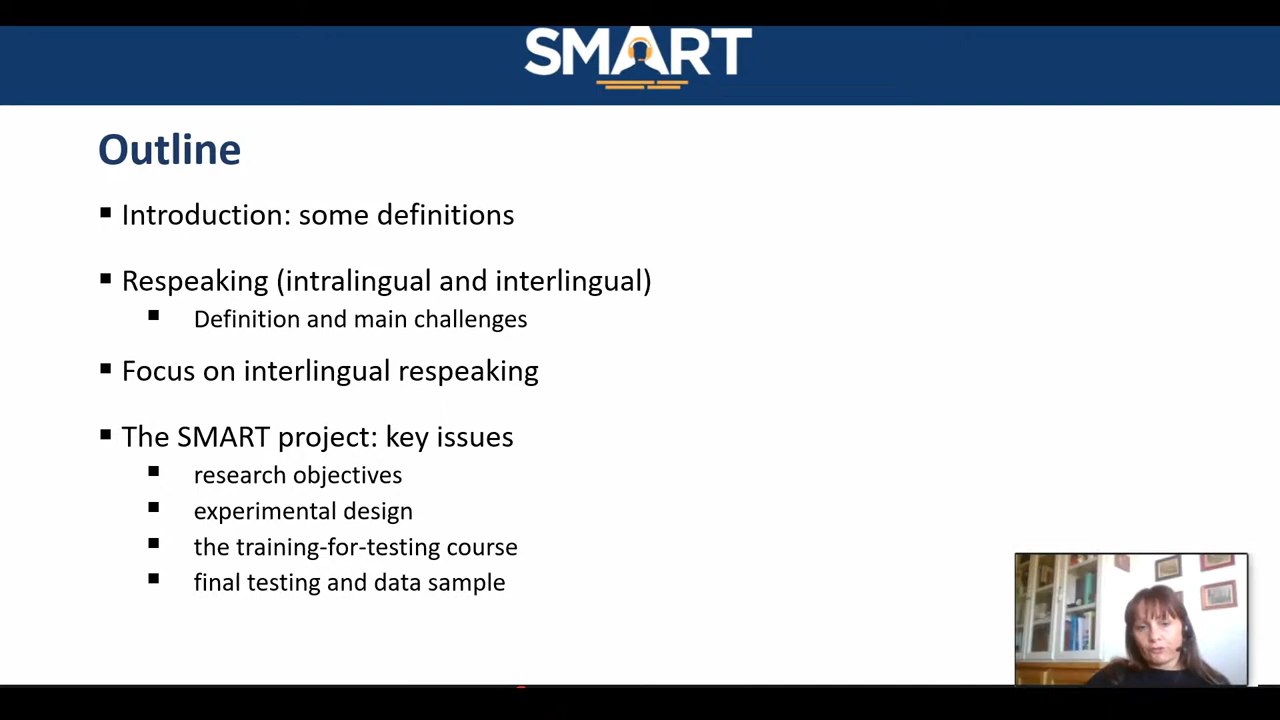 SMART
Outline
▪ Introduction: some definitions
▪ Respeaking (intralingual and interlingual)
▪ Definition and main challenges
▪ Focus on interlingual respeaking
▪ The SMART project: key issues
▪ research objectives
▪ experimental design
▪ the training-for-testing course
▪ final testing and data sample